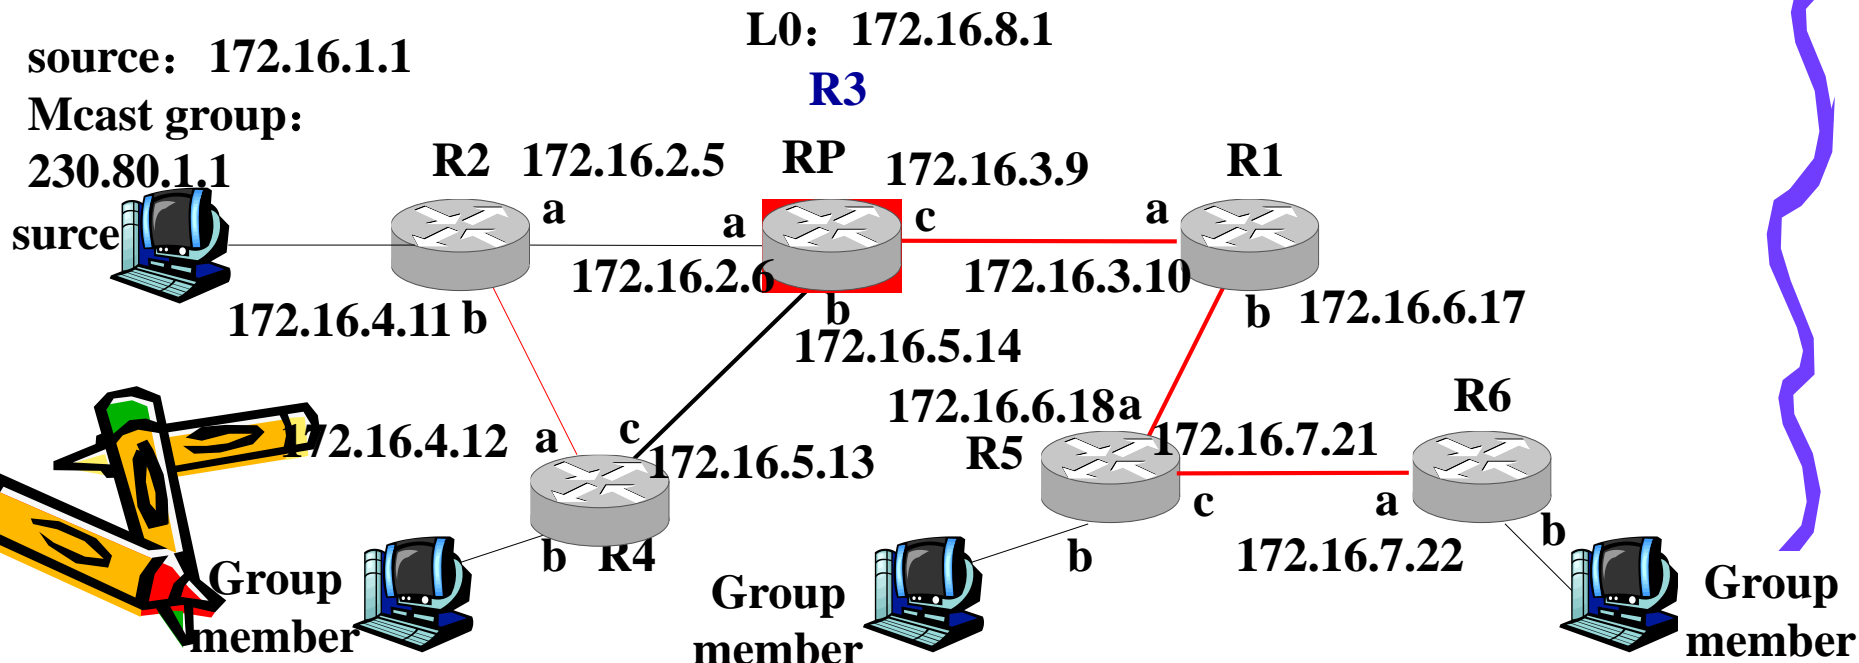 L0： 172.16.8.1
source： 172.16.1.1
R3
Mcast group：
230.80.1.1
R2 172.16.2.5 RP 172.16.3.9 R1
a a c a
surce
172.16.2.6 172.16.3.10
172.16.4.11 b b b 172.16.6.17
172.16.5.14
172.16.6.18 a R6
172.16.4.12 a c 172.16.5.13 R5 172.16.7.21
c a
b R4 b 172.16.7.22 b
Group
member
Group
member
Group
member